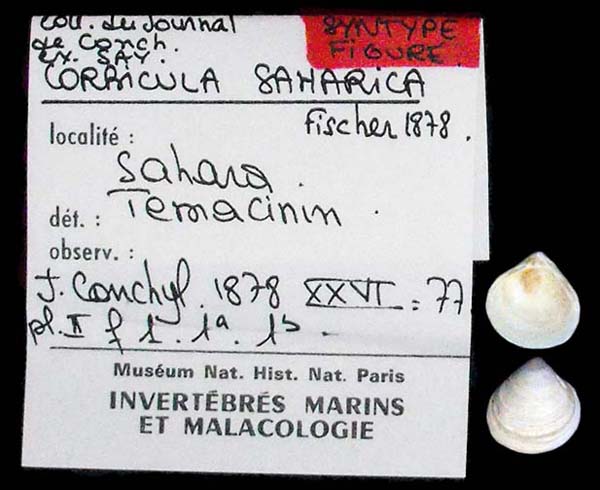 Coll. du Journal
de Conch.
Ex. SAY.
SYNTYPE
FIGURÉ
CORBICULA SAHARICA
Fischer 1878.
localité :
Sahara.
dét. : Temacinin.
observ. :
J. Conchyl. 1878 XXVI : 77
pl. II f 1. 1a. 1b.
Muséum Nat. Hist. Nat. Paris
INVERTÉBRÉS MARINS
ET MALACOLOGIE